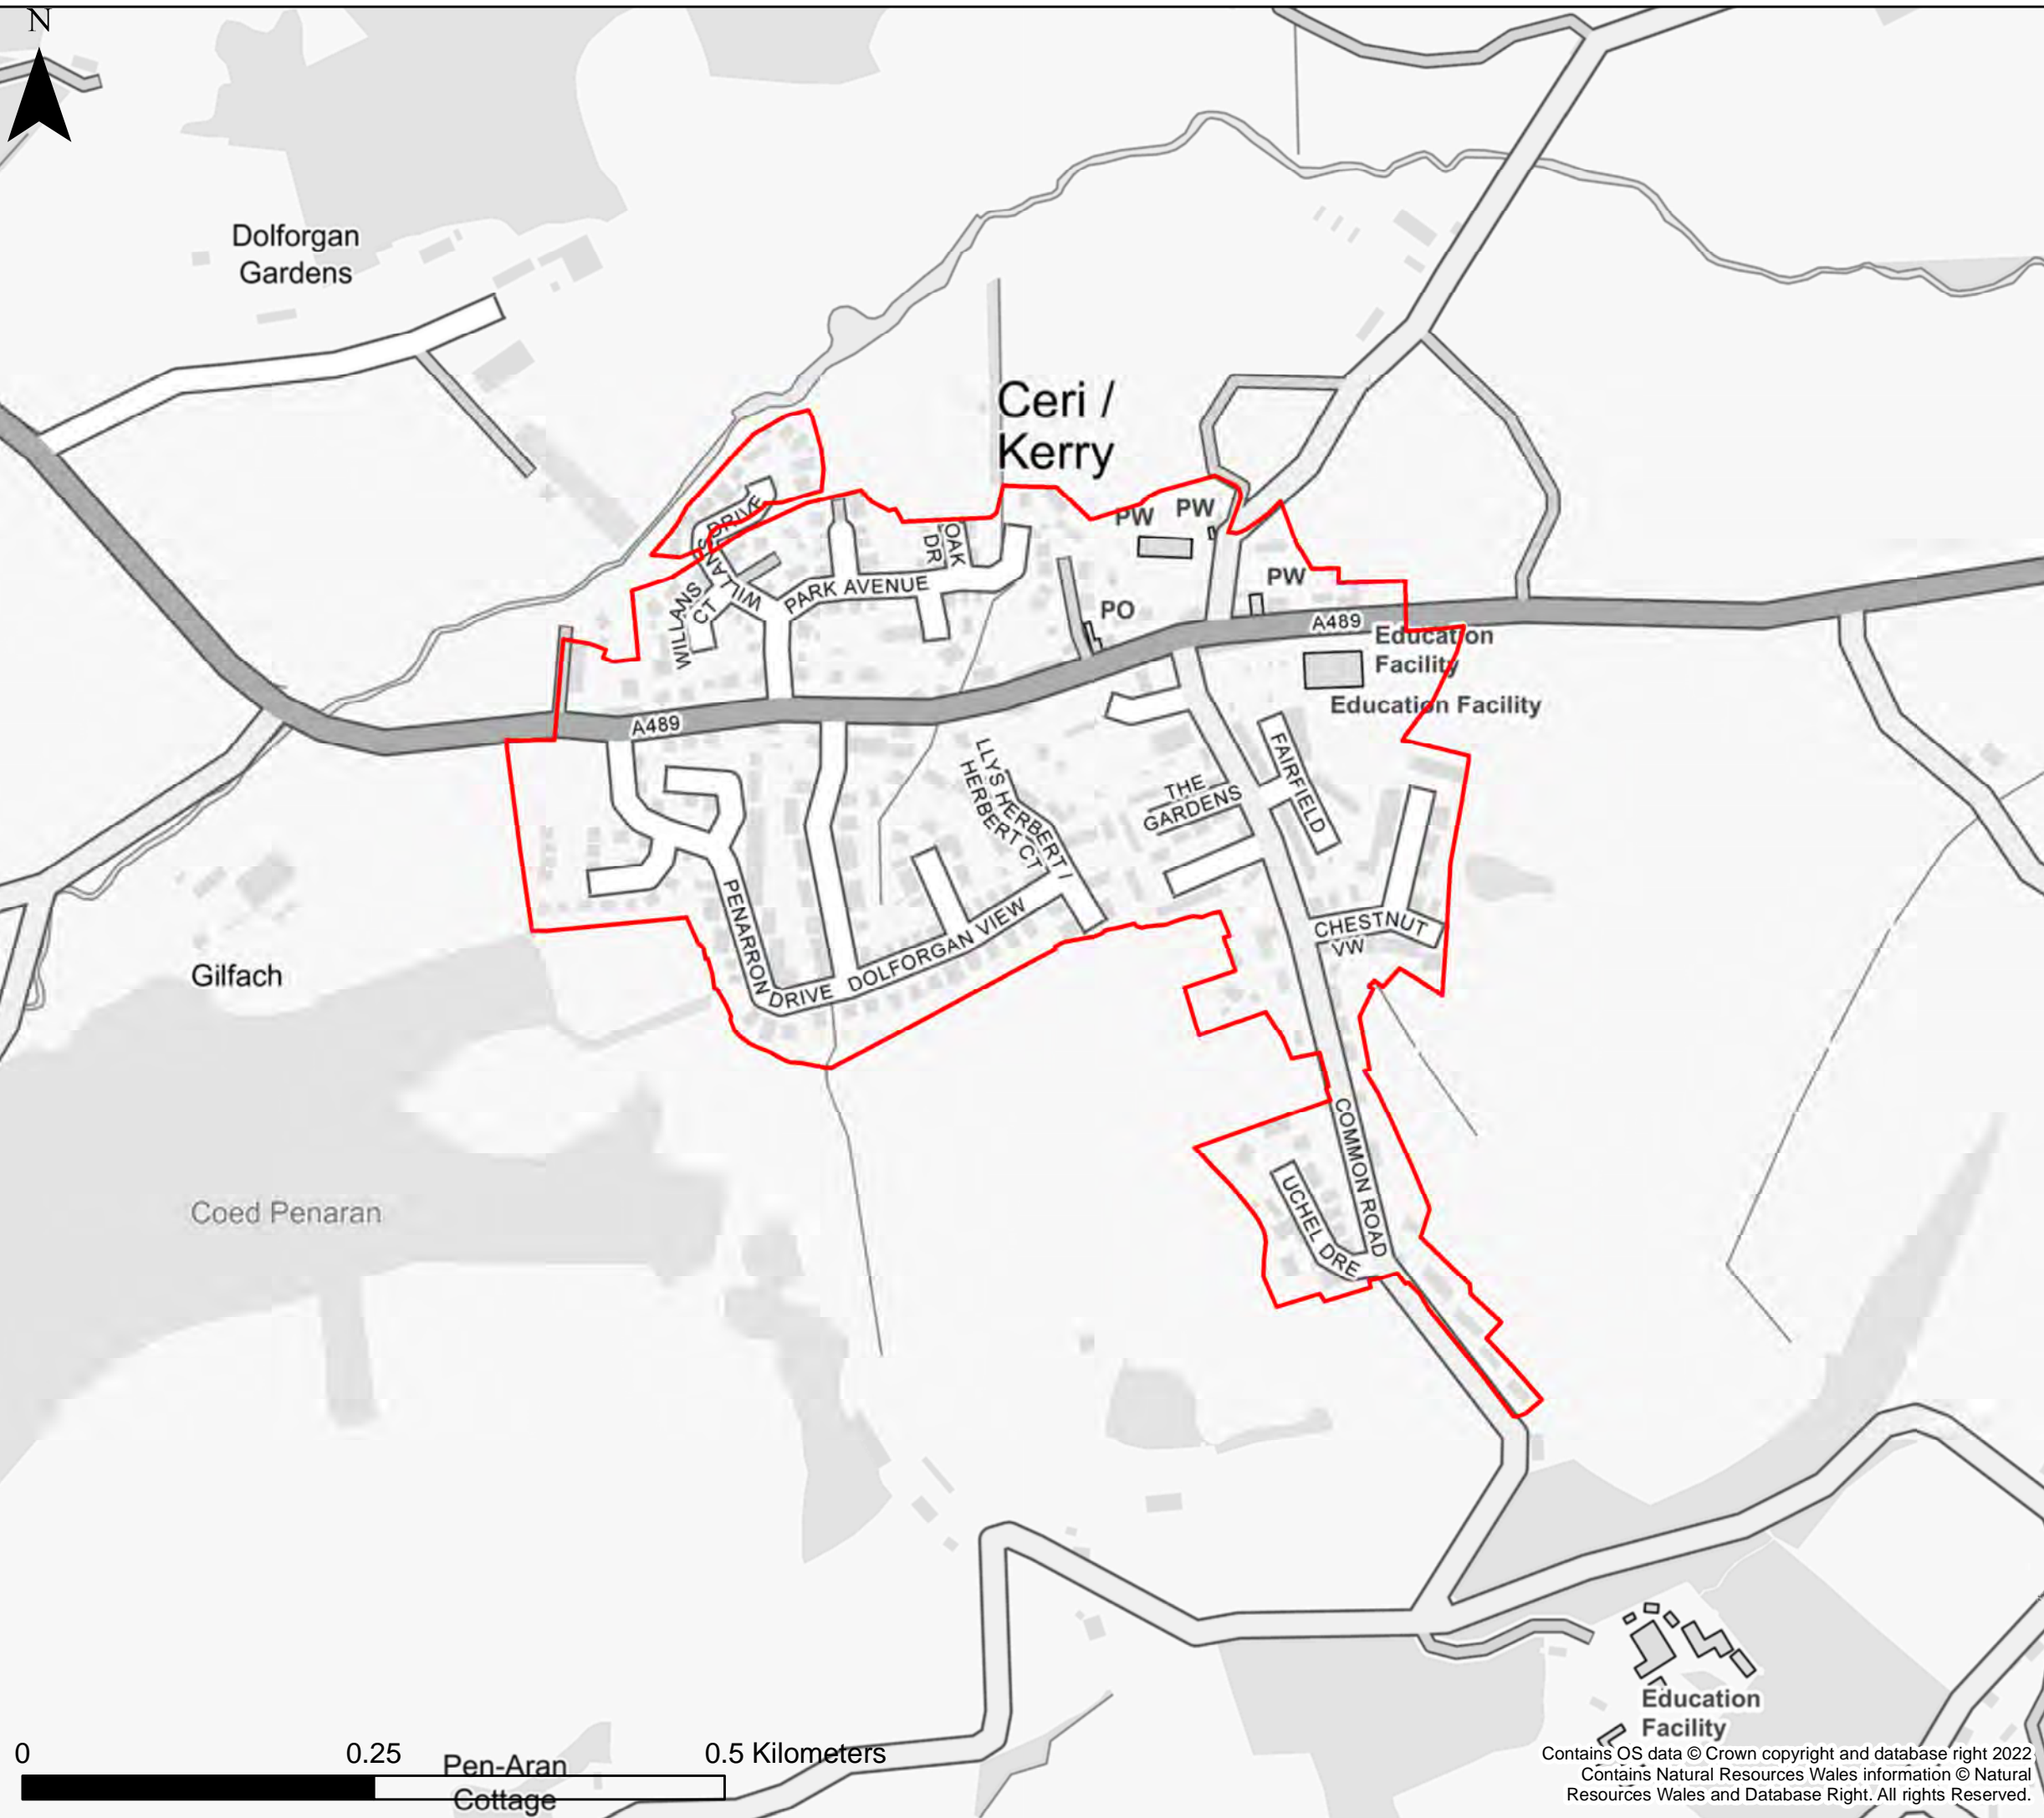 N
Dolforgan
Gardens
Ceri /
Kerry
PW
PW
DRIVE
WILLANS
OAK
DR
PARK AVENUE
PW
WILLANS
CT
PO
A489
Education
Facility
Education Facility
A489
LLYS HERBERT /
HERBERT CT
FAIRFIELD
THE
GARDENS
PENARRON
DRIVE
DOLFORGAN VIEW
CHESTNUT
VW
Gilfach
COMMON ROAD
Coed Penaran
UCHEL DRE
Education
Facility
0
0.25
0.5 Kilometers
Pen-Aran
Cottage
Contains OS data © Crown copyright and database right 2022
Contains Natural Resources Wales information © Natural
Resources Wales and Database Right. All rights Reserved.